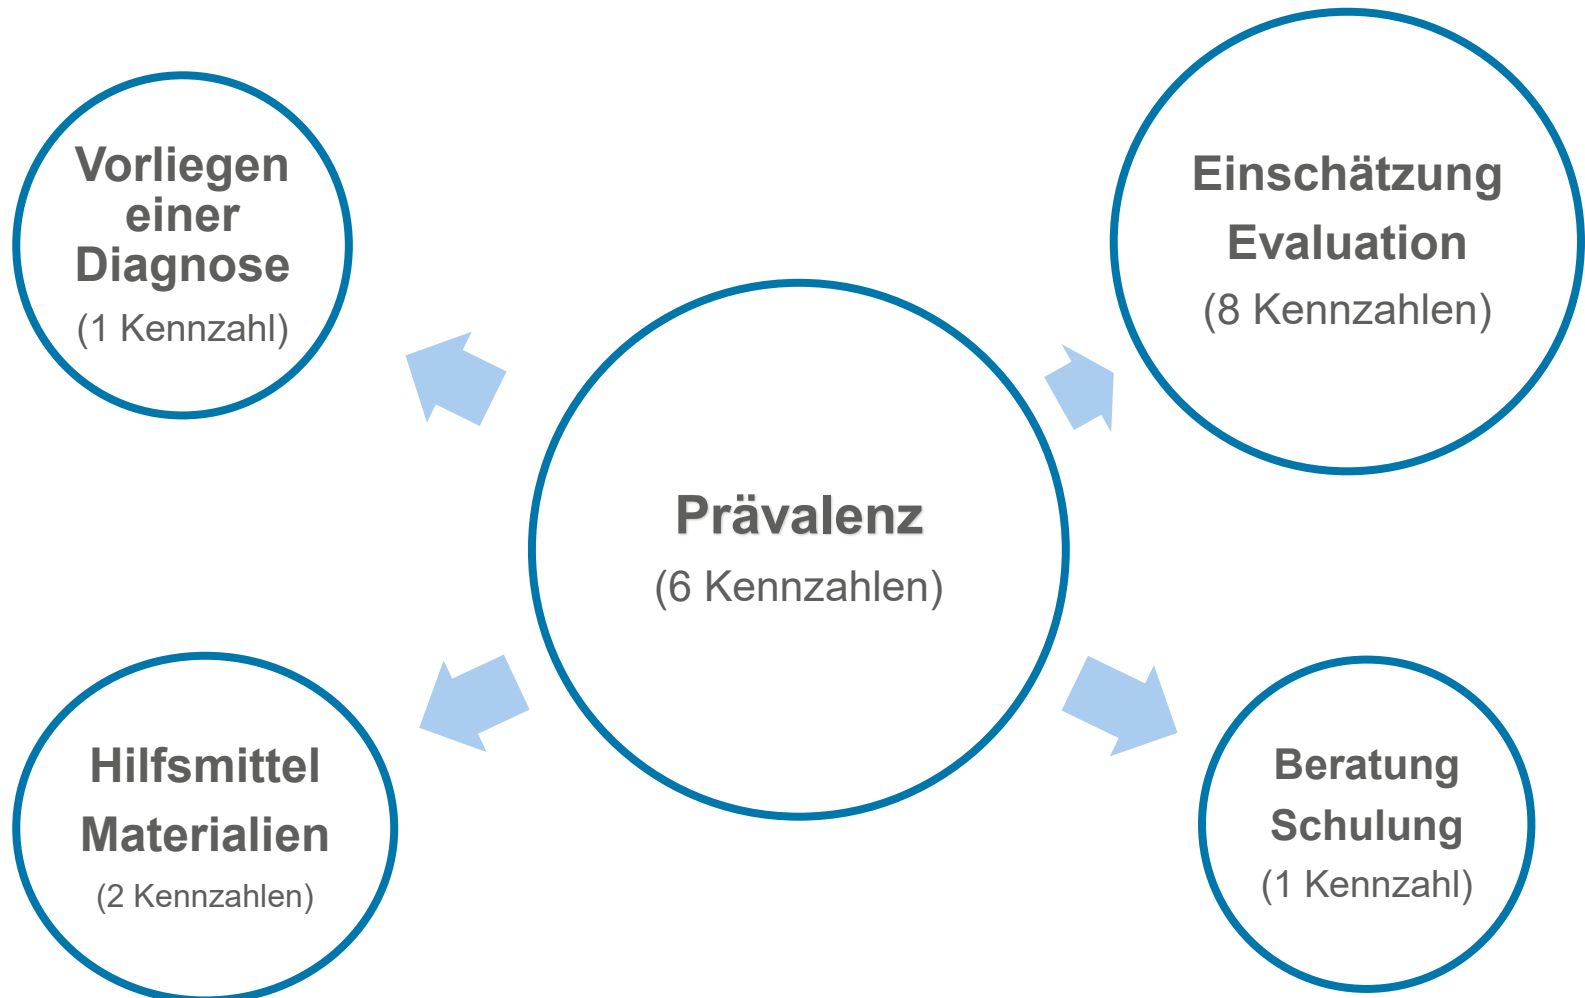 Vorliegen
einer
Diagnose
(1 Kennzahl)
Einschätzung
Evaluation
(8 Kennzahlen)
Prävalenz
(6 Kennzahlen)
Hilfsmittel
Materialien
(2 Kennzahlen)
Beratung
Schulung
(1 Kennzahl)